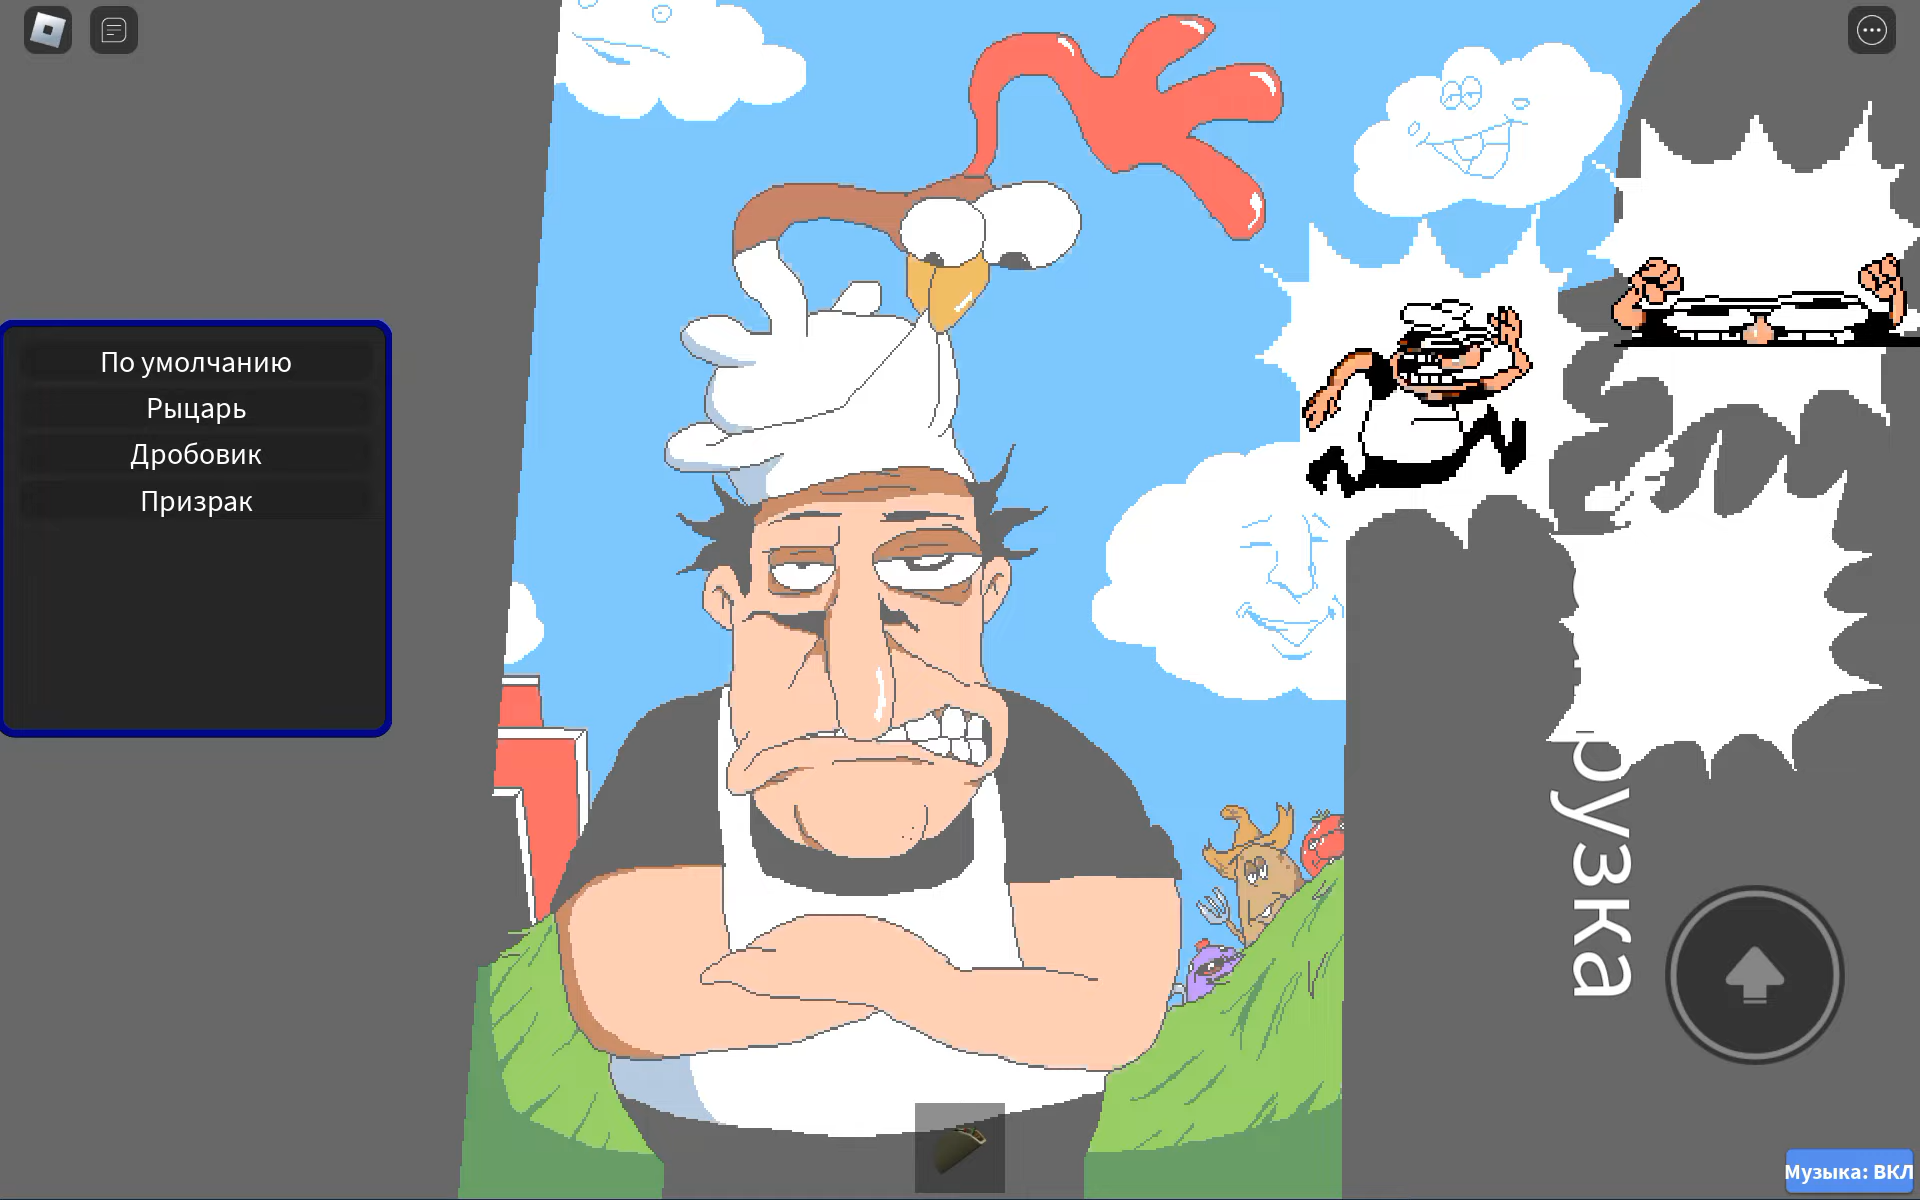 По умолчанию
Рыцарь
Дробовик
Призрак
рузка
Музыка: ВКЛ